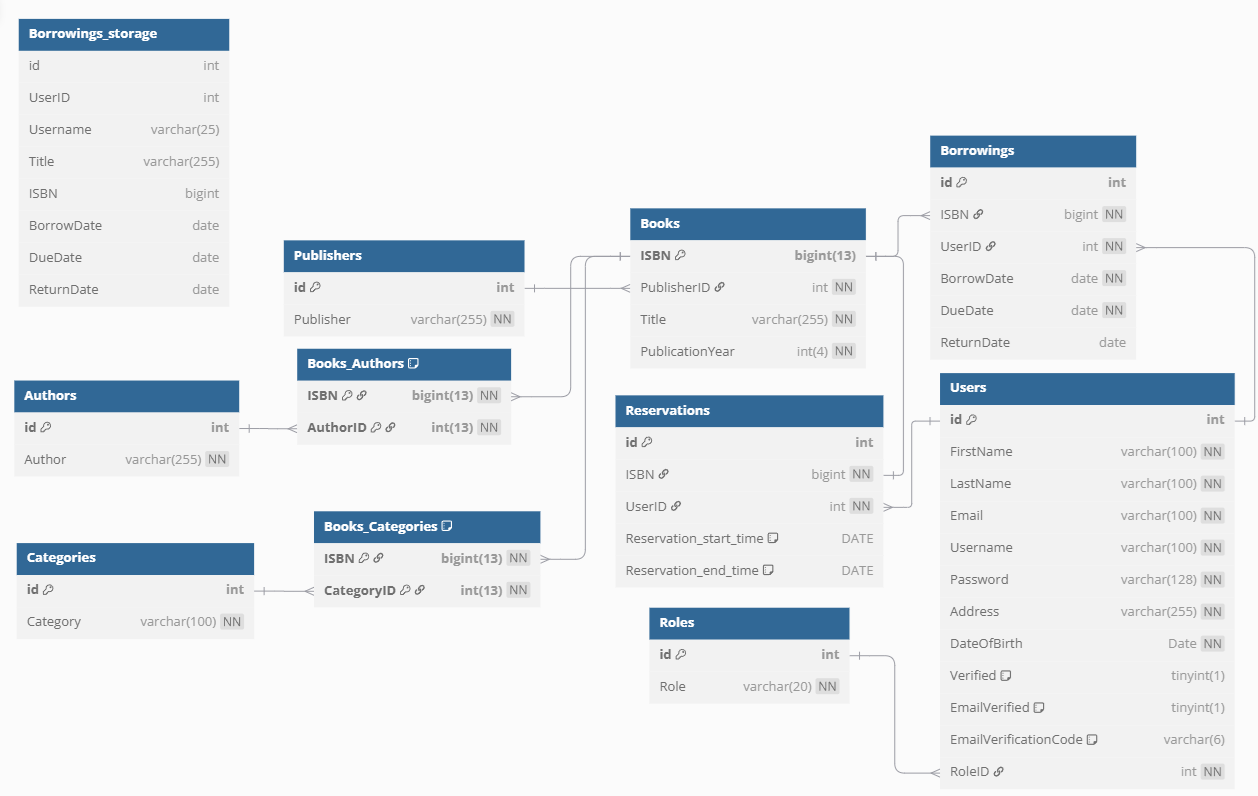 Borrowings_storage
id int
UserID int
Username varchar(25)
Title varchar(255)
ISBN bigint
BorrowDate date
DueDate date
ReturnDate date
Publishers
id int
Publisher varchar(255) NN
Books_Authors
ISBN bigint(13) NN
AuthorID int(13) NN
Authors
id int
Author varchar(255) NN
Books_Categories
ISBN bigint(13) NN
CategoryID int(13) NN
Categories
id int
Category varchar(100) NN
Books
ISBN bigint(13)
PublisherID int NN
Title varchar(255) NN
PublicationYear int(4) NN
Reservations
id int
ISBN bigint NN
UserID int NN
Reservation_start_time DATE
Reservation_end_time DATE
Roles
id int
Role varchar(20) NN
Borrowings
id int
ISBN bigint NN
UserID int NN
BorrowDate date NN
DueDate date NN
ReturnDate date
Users
id int
FirstName varchar(100) NN
LastName varchar(100) NN
Email varchar(100) NN
Username varchar(100) NN
Password varchar(128) NN
Address varchar(255) NN
DateOfBirth Date NN
Verified tinyint(1)
EmailVerified tinyint(1)
EmailVerificationCode varchar(6)
RoleID int NN